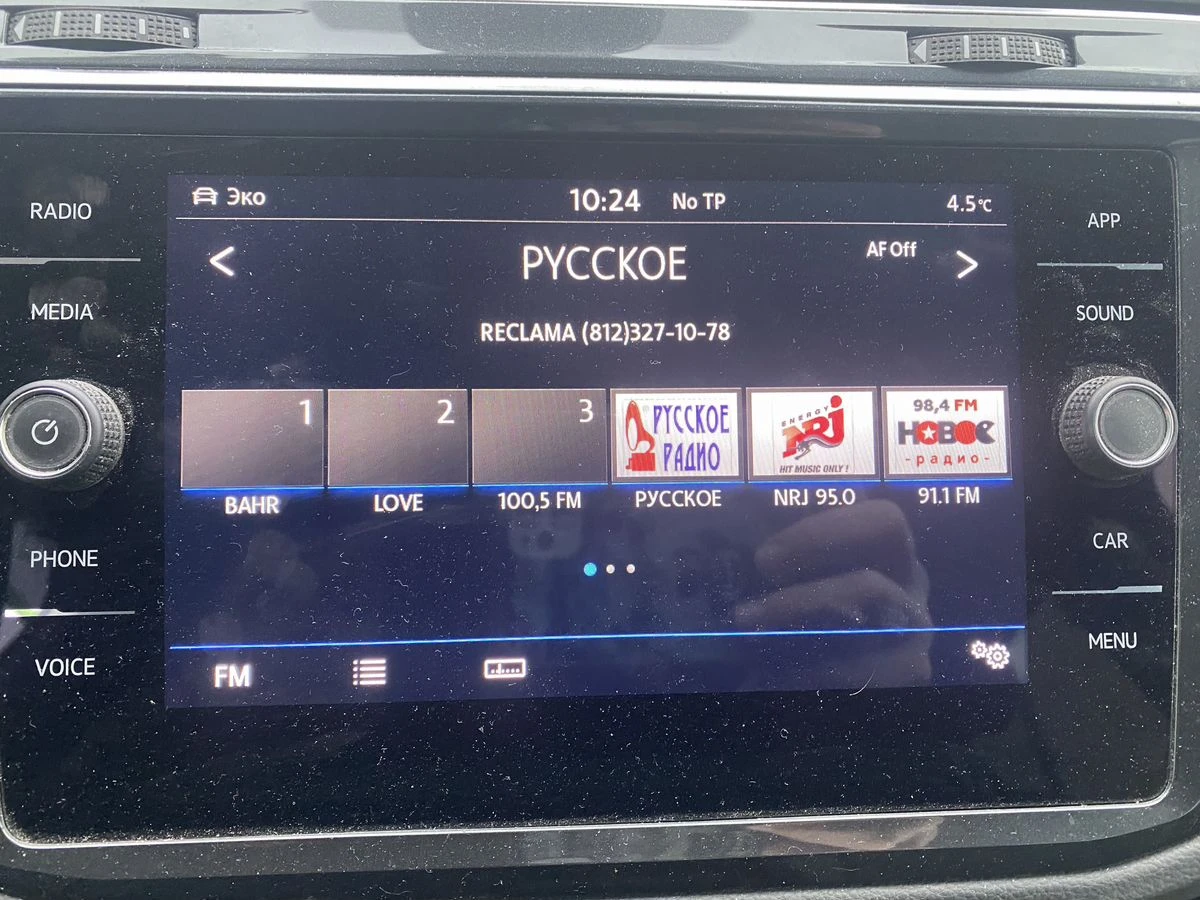 RADIO
MEDIA
PHONE
VOICE
Эко
10:24 No TP
4.5°C
РУССКОЕ
AF Off
RECLAMA (812)327-10-78
1
2
3
РУССКОЕ
РАДИО
ENERGY
NRJ
HIT MUSIC ONLY !
98,4 FM
НОВОЕ
- радио -
ВАНR
LOVE
100,5 FM
РУССКОЕ
NRJ 95.0
91.1 FM
FM
APP
SOUND
CAR
MENU